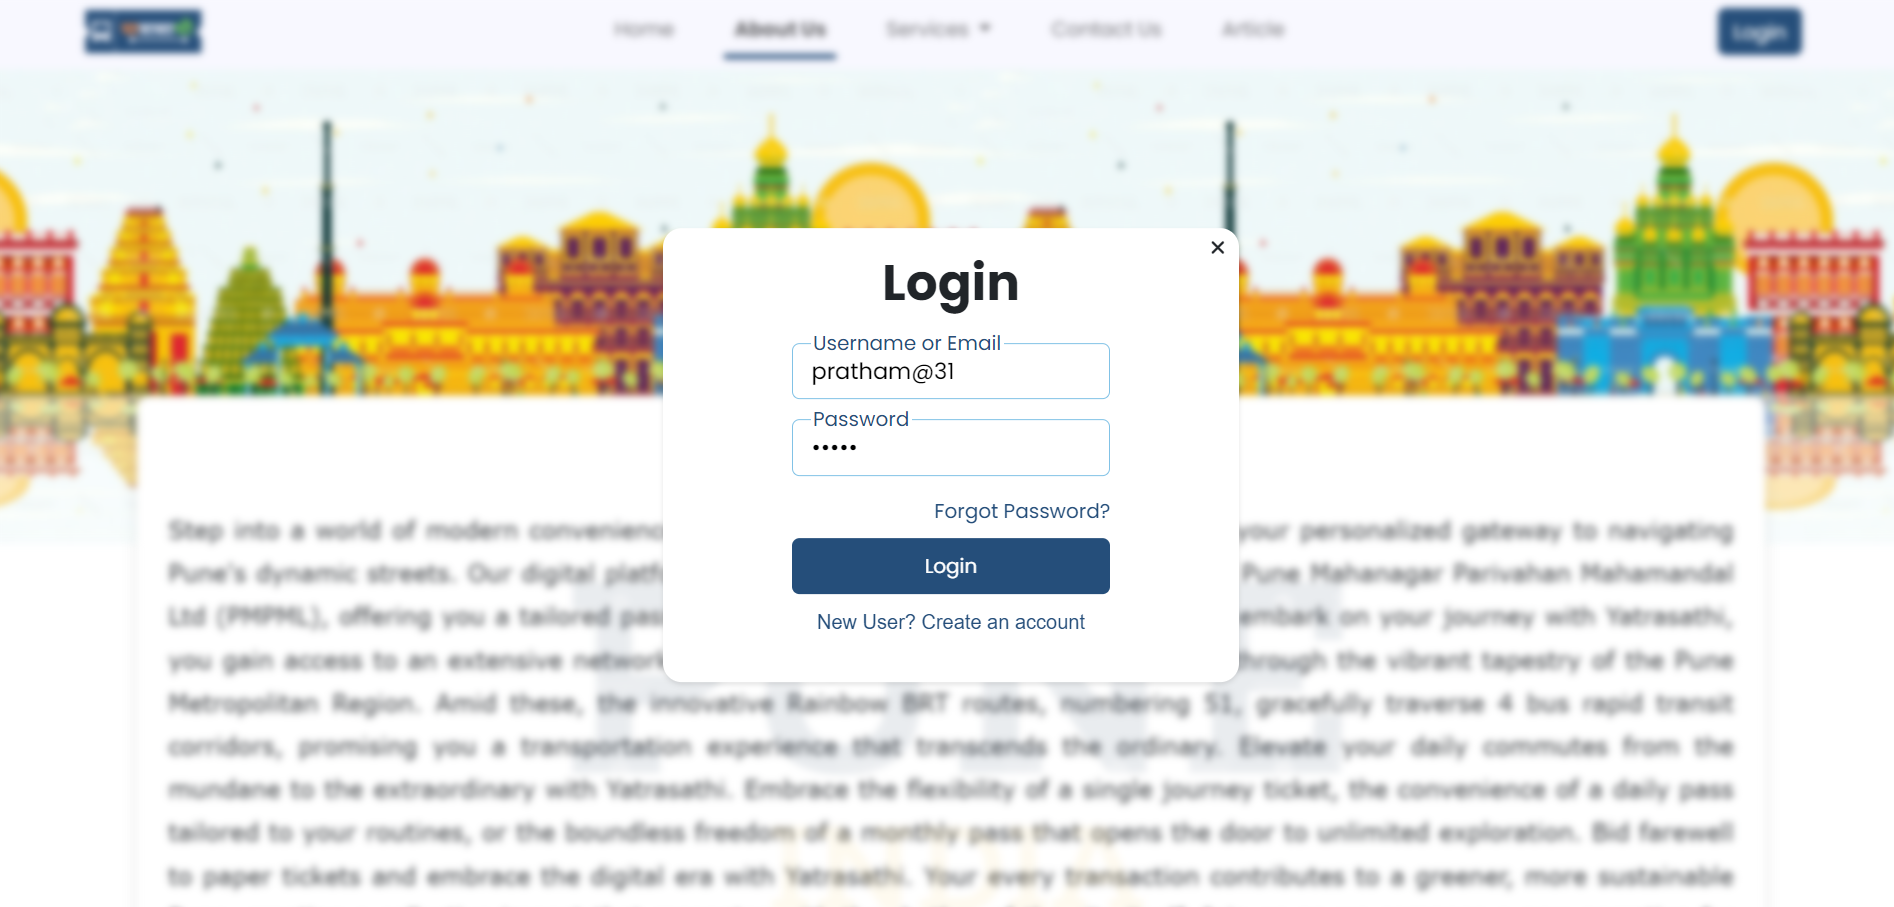 Home About Us Services Contact Us Article Login
Login
Username or Email
pratham@31
Password
•••••
Forgot Password?
Login
New User? Create an account
Step into a world of modern convenienc your personalized gateway to navigating
Pune's dynamic streets. Our digital platf Pune Mahanagar Parivahan Mahamandal
Ltd (PMPML), offering you a tailored pas embark on your journey with Yatrasathi,
you gain access to an extensive network hrough the vibrant tapestry of the Pune
Metropolitan Region. Amid these, the innovative Rainbow BRT routes, numbering 51, gracefully traverse 4 bus rapid transit
corridors, promising you a transportation experience that transcends the ordinary. Elevate your daily commutes from the
mundane to the extraordinary with Yatrasathi. Embrace the flexibility of a single journey ticket, the convenience of a daily pass
tailored to your routines, or the boundless freedom of a monthly pass that opens the door to unlimited exploration. Bid farewell
to paper tickets and embrace the digital era with Yatrasathi. Your every transaction contributes to a greener, more sustainable
PUNE
INDIA